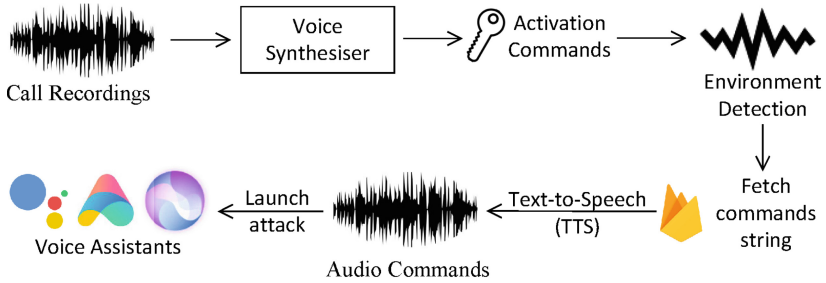 Call Recordings
Voice
Synthesiser
Activation
Commands
Environment
Detection
Fetch
commands
string
Text-to-Speech
(TTS)
Audio Commands
Launch
attack
Voice Assistants